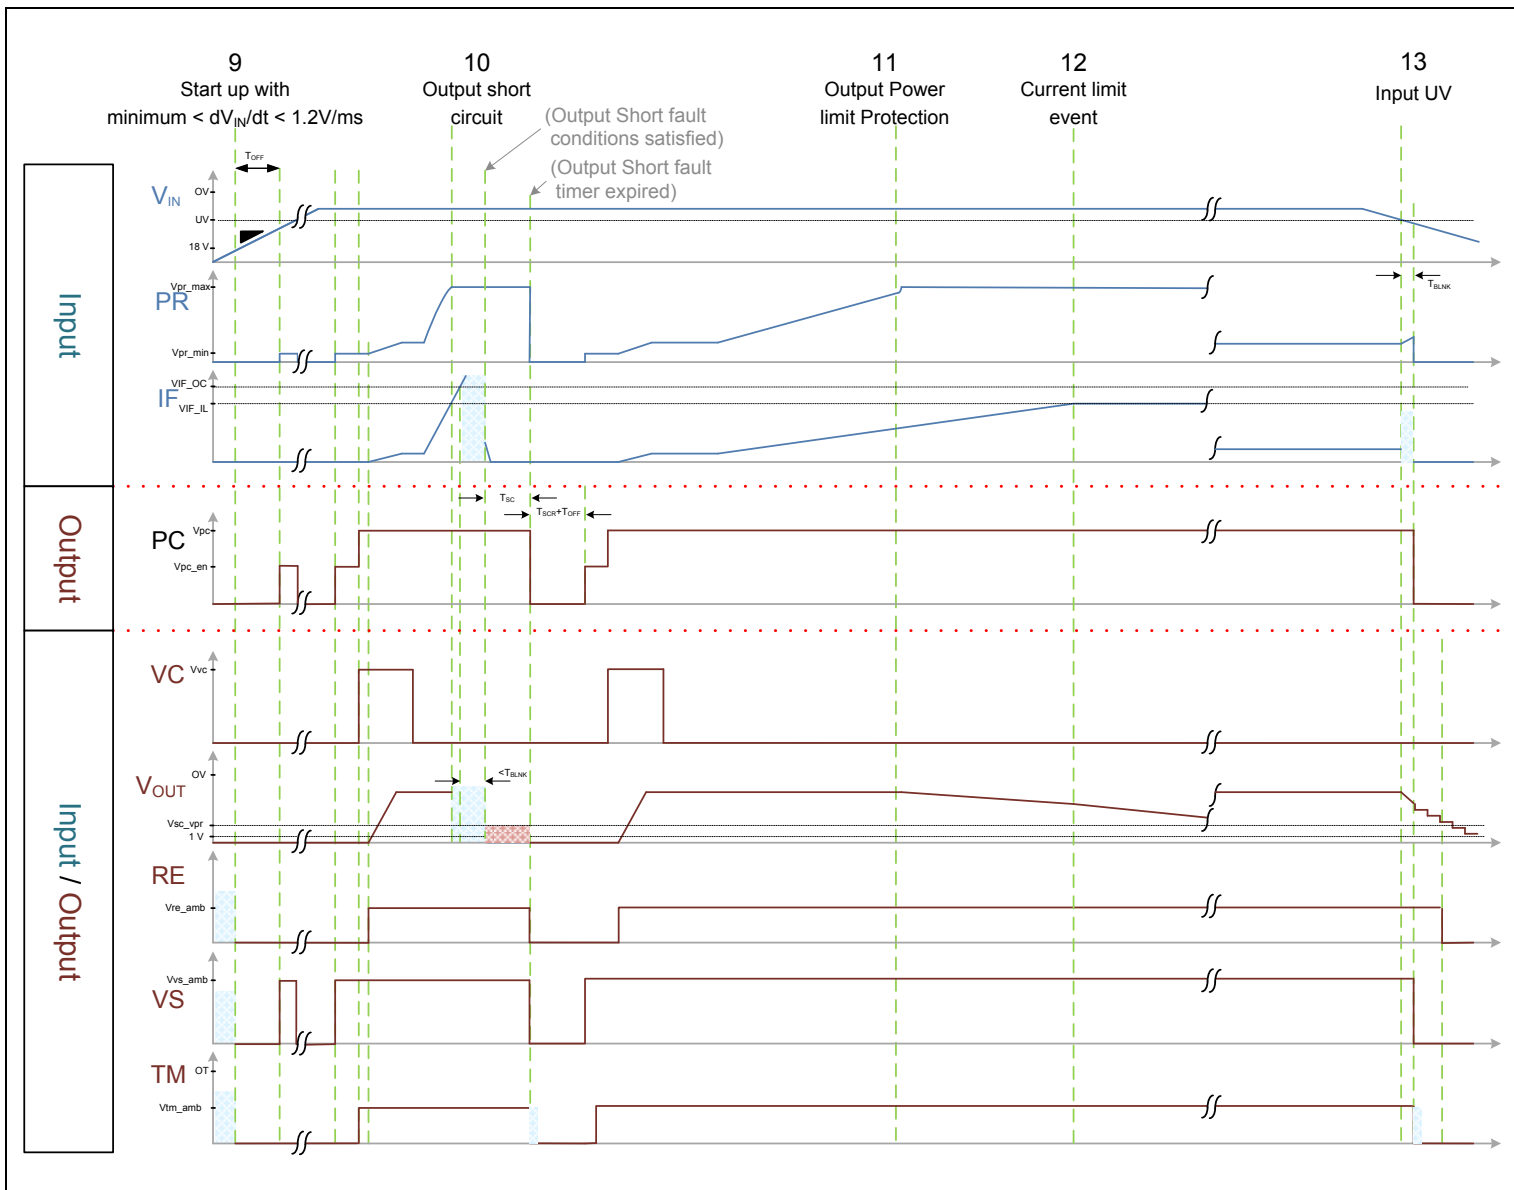 9
Start up with
minimum < dVIN/dt < 1.2V/ms
10
Output short
circuit
(Output Short fault
conditions satisfied)
(Output Short fault
timer expired)
11
Output Power
limit Protection
12
Current limit
event
13
Input UV
Input
TOFF
VIN
OV
UV
18 V
PR
Vpr_max
Vpr_min
TBLNK
IF
VIF_OC
VIF_IL
Output
TSC
TSCR+TOFF
PC
Vpc
Vpc_en
Input / Output
VC
Vvc
VOUT
OV
<TBLNK
Vsc_vpr
1 V
RE
Vre_amb
VS
Vvs_amb
TM
OT
Vtm_amb